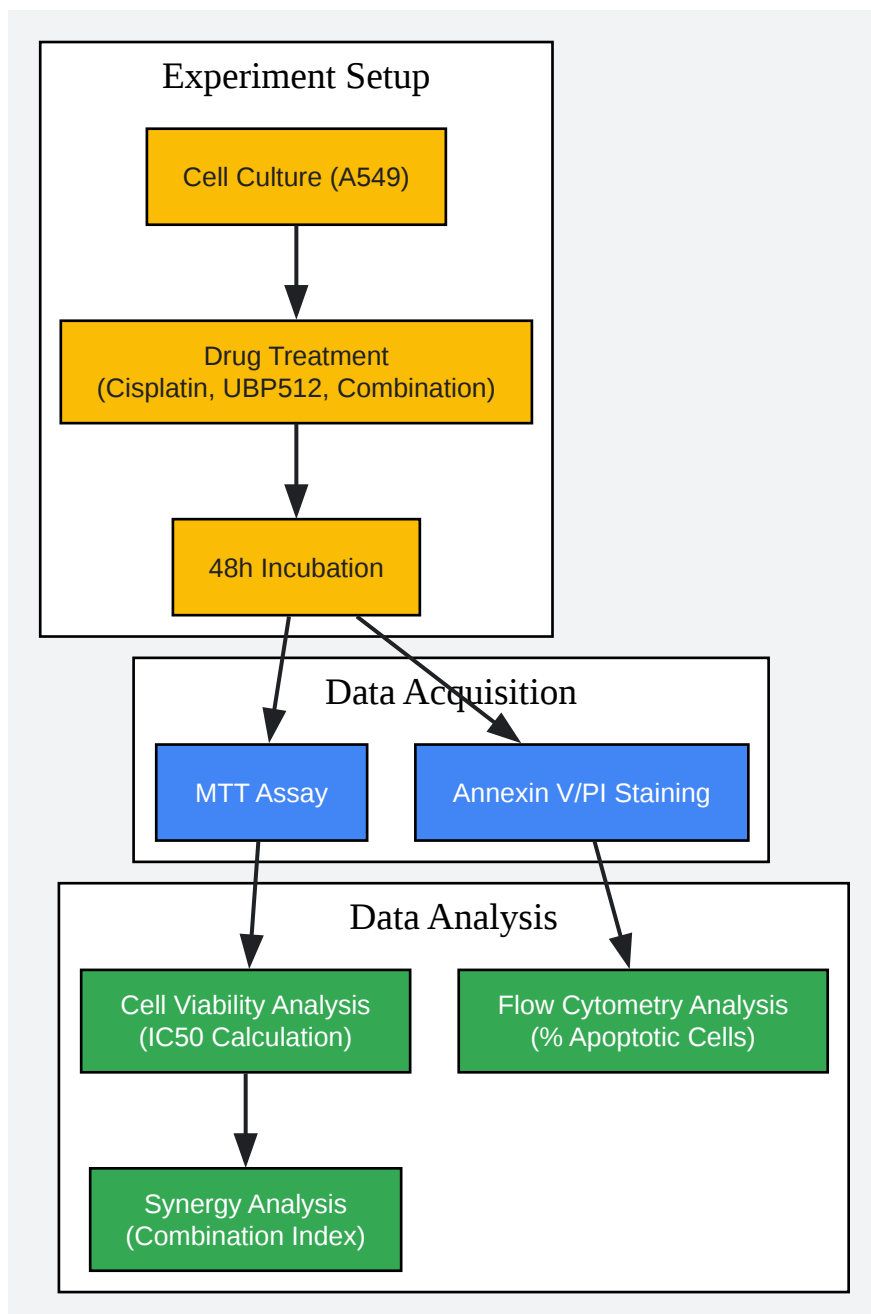 Experiment Setup
Cell Culture (A549)
Drug Treatment
(Cisplatin, UBP512, Combination)
48h Incubation
Data Acquisition
MTT Assay
Annexin V/PI Staining
Data Analysis
Cell Viability Analysis
(IC50 Calculation)
Flow Cytometry Analysis
(% Apoptotic Cells)
Synergy Analysis
(Combination Index)